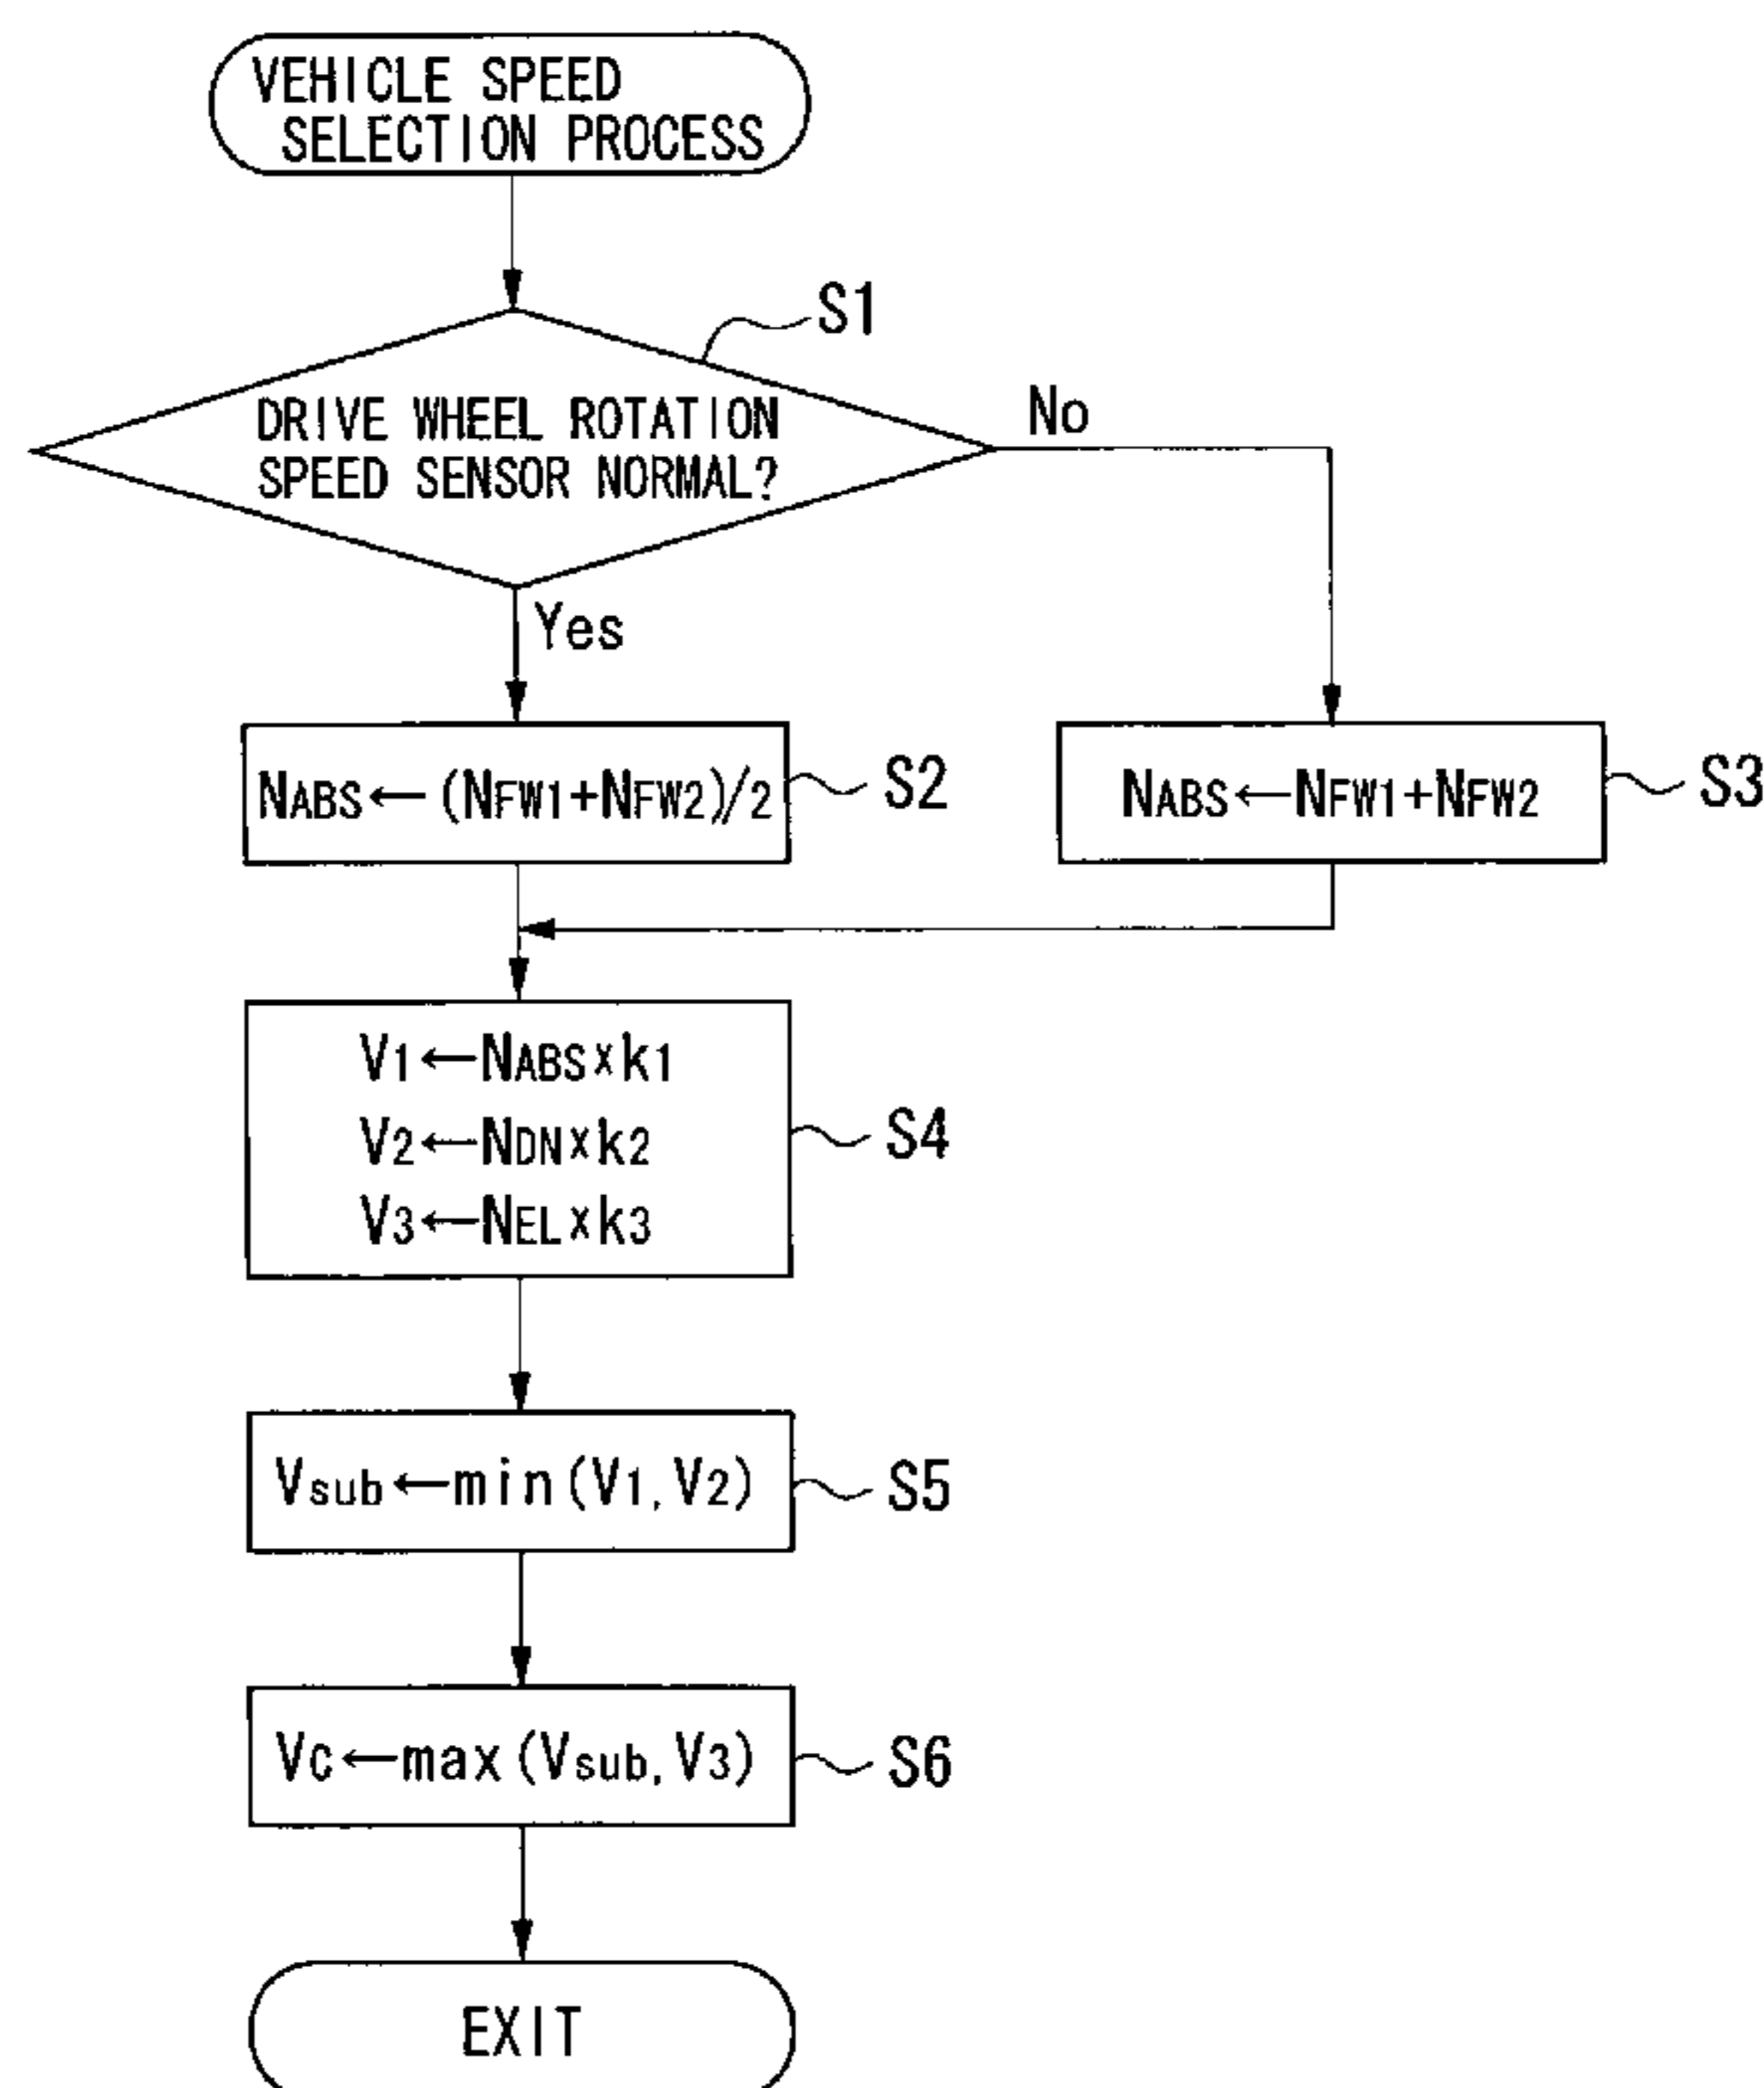 VEHICLE SPEED
SELECTION PROCESS
S1
DRIVE WHEEL ROTATION
SPEED SENSOR NORMAL?
No
Yes
NABS←(NFW1+NFW2)/2
S2
NABS←NFW1+NFW2
S3
V1←NABS×k1
V2←NDN×k2
V3←NEL×k3
S4
Vsub←min(V1,V2)
S5
VC←max(Vsub,V3)
S6
EXIT